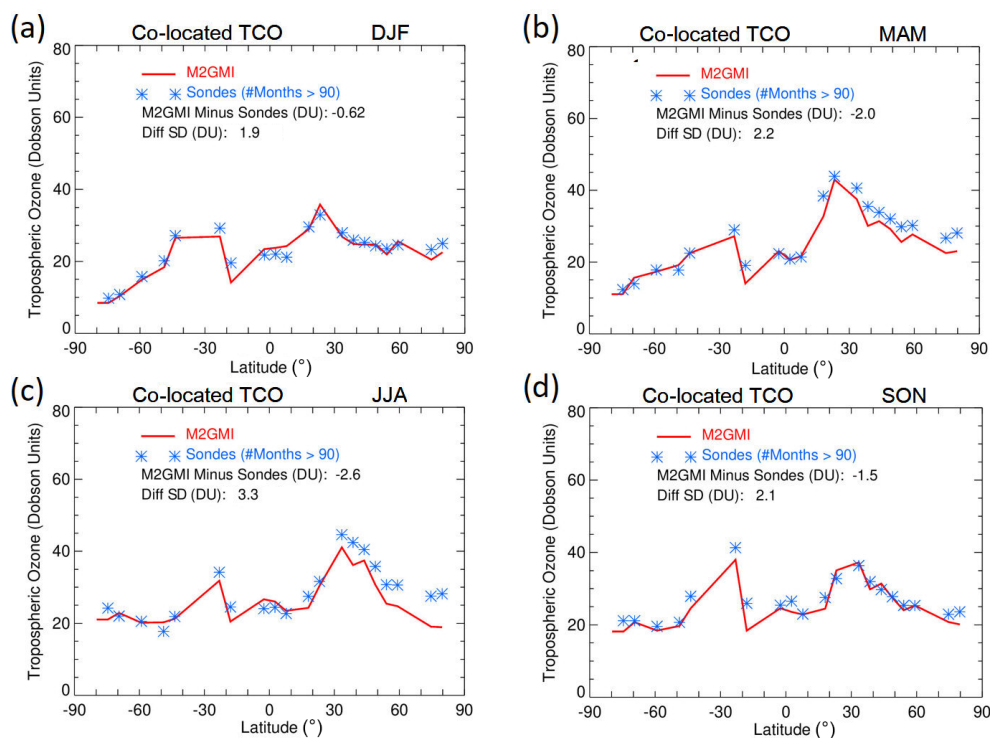 (a)
Co-located TCO DJF
80
60
40
20
0
Tropospheric Ozone (Dobson Units)
M2GMI
Sondes (#Months > 90)
M2GMI Minus Sondes (DU): -0.62
Diff SD (DU): 1.9
-90 -60 -30 0 30 60 90
Latitude (°)
(b)
Co-located TCO MAM
80
60
40
20
0
Tropospheric Ozone (Dobson Units)
M2GMI
Sondes (#Months > 90)
M2GMI Minus Sondes (DU): -2.0
Diff SD (DU): 2.2
-90 -60 -30 0 30 60 90
Latitude (°)
(c)
Co-located TCO JJA
80
60
40
20
0
Tropospheric Ozone (Dobson Units)
M2GMI
Sondes (#Months > 90)
M2GMI Minus Sondes (DU): -2.6
Diff SD (DU): 3.3
-90 -60 -30 0 30 60 90
Latitude (°)
(d)
Co-located TCO SON
80
60
40
20
0
Tropospheric Ozone (Dobson Units)
M2GMI
Sondes (#Months > 90)
M2GMI Minus Sondes (DU): -1.5
Diff SD (DU): 2.1
-90 -60 -30 0 30 60 90
Latitude (°)